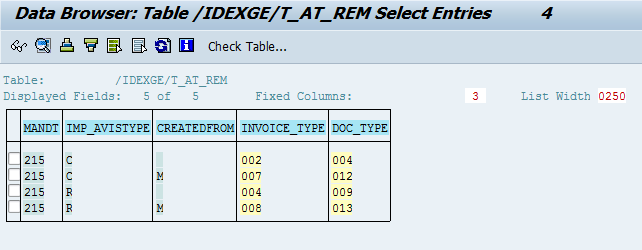 Data Browser: Table /IDEXGE/T_AT_REM Select Entries 4
Check Table...
Table: /IDEXGE/T_AT_REM
Displayed Fields: 5 of 5 Fixed Columns: 3 List Width 0250
MANDT IMP_AVISTYPE CREATEDFROM INVOICE_TYPE DOC_TYPE
215 C 002 004
215 C M 007 012
215 R 004 009
215 R M 008 013